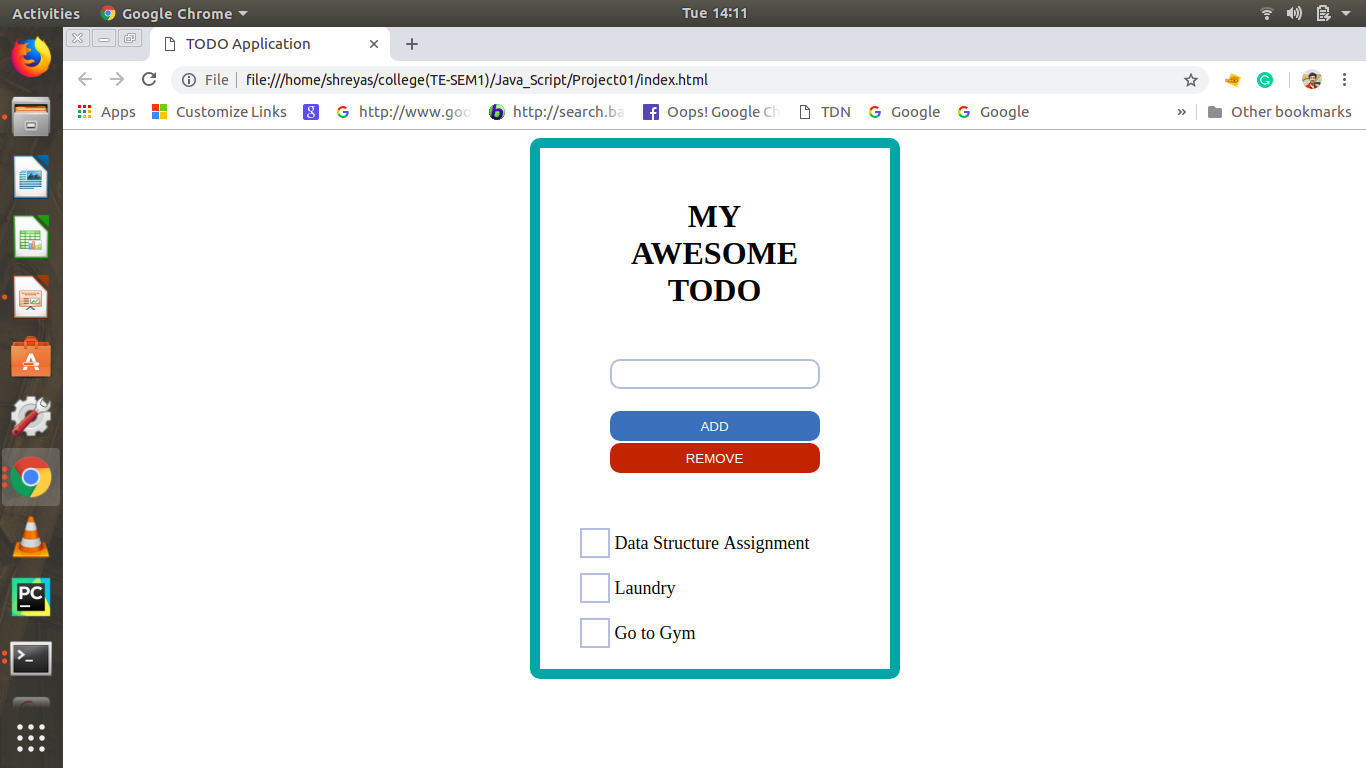 Activities Google Chrome Tue 14:11
TODO Application
File file:///home/shreyas/college(TE-SEM1)/Java_Script/Project01/index.html
Apps Customize Links http://www.goo http://search.ba Oops! Google Ch TDN Google Google » Other bookmarks
MY
AWESOME
TODO
ADD
REMOVE
Data Structure Assignment
Laundry
Go to Gym
PC